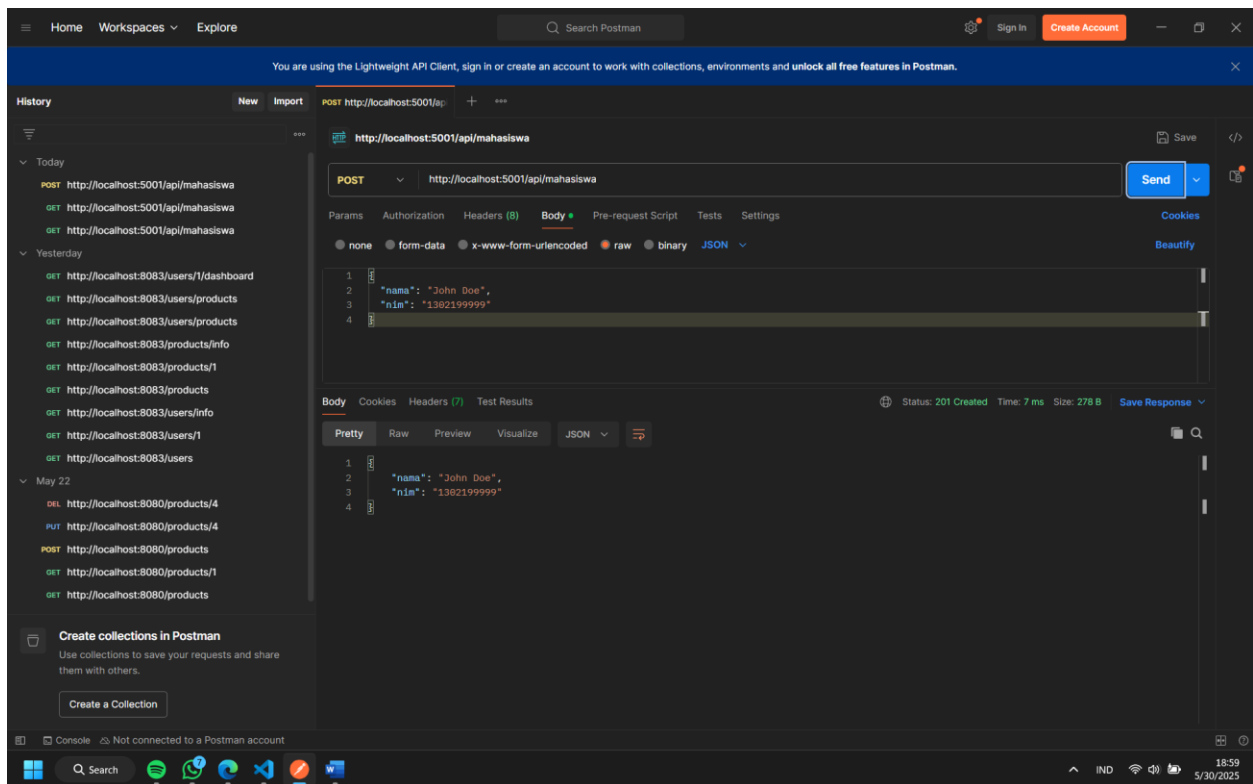 Home Workspaces Explore Search Postman Sign In Create Account
You are using the Lightweight API Client, sign in or create an account to work with collections, environments and unlock all free features in Postman.
History New Import POST http://localhost:5001/ap
http://localhost:5001/api/mahasiswa Save
Today
POST http://localhost:5001/api/mahasiswa
GET http://localhost:5001/api/mahasiswa
GET http://localhost:5001/api/mahasiswa
Yesterday
GET http://localhost:8083/users/1/dashboard
GET http://localhost:8083/users/products
GET http://localhost:8083/users/products
GET http://localhost:8083/products/info
GET http://localhost:8083/products/1
GET http://localhost:8083/products
GET http://localhost:8083/users/info
GET http://localhost:8083/users/1
GET http://localhost:8083/users
May 22
DEL http://localhost:8080/products/4
PUT http://localhost:8080/products/4
POST http://localhost:8080/products
GET http://localhost:8080/products/1
GET http://localhost:8080/products
Create collections in Postman
Use collections to save your requests and share
them with others.
Create a Collection
POST http://localhost:5001/api/mahasiswa Send
Params Authorization Headers (8) Body Pre-request Script Tests Settings Cookies
none form-data x-www-form-urlencoded raw binary JSON Beautify
1 {
2 "nama": "John Doe",
3 "nim": "1302199999"
4 }
Body Cookies Headers (7) Test Results Status: 201 Created Time: 7 ms Size: 278 B Save Response
Pretty Raw Preview Visualize JSON
1 {
2 "nama": "John Doe",
3 "nim": "1302199999"
4 }
Console Not connected to a Postman account
Search 7 IND 18:59
5/30/2025